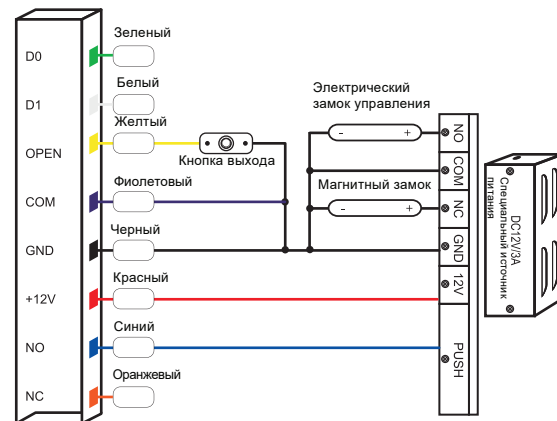 D0
Зеленый
D1
Белый
OPEN
Желтый
Кнопка выхода
COM
Фиолетовый
GND
Черный
+12V
Красный
NO
Синий
NC
Оранжевый
Электрический
замок управления
- +
Магнитный замок
- +
NO
COM
NC
GND
12V
PUSH
DC12V/3A
Специальный источник
питания